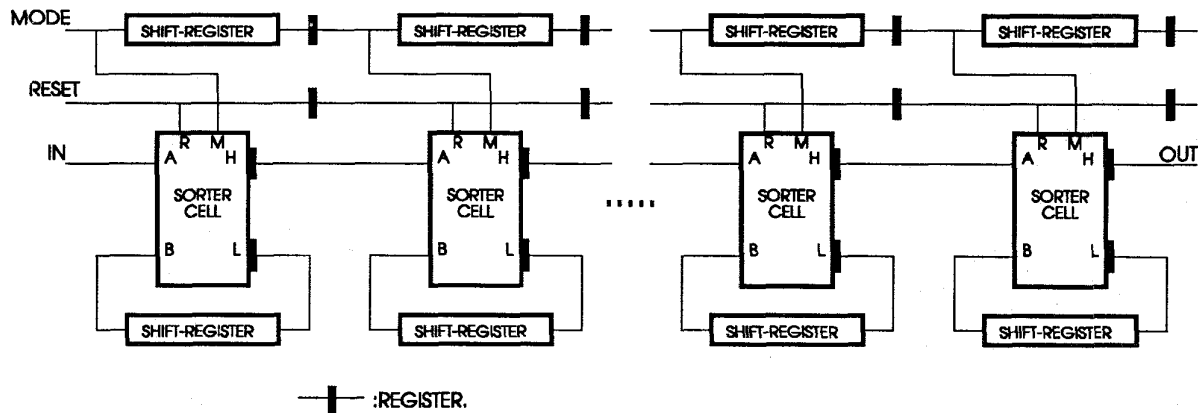 MODE SHIFT-REGISTER SHIFT-REGISTER SHIFT-REGISTER SHIFT-REGISTER
RESET
R M R M R M R M
IN A H A H A H A H OUT
SORTER SORTER SORTER SORTER
CELL CELL ..... CELL CELL
B L B L B L B L
SHIFT-REGISTER SHIFT-REGISTER SHIFT-REGISTER SHIFT-REGISTER
:REGISTER.